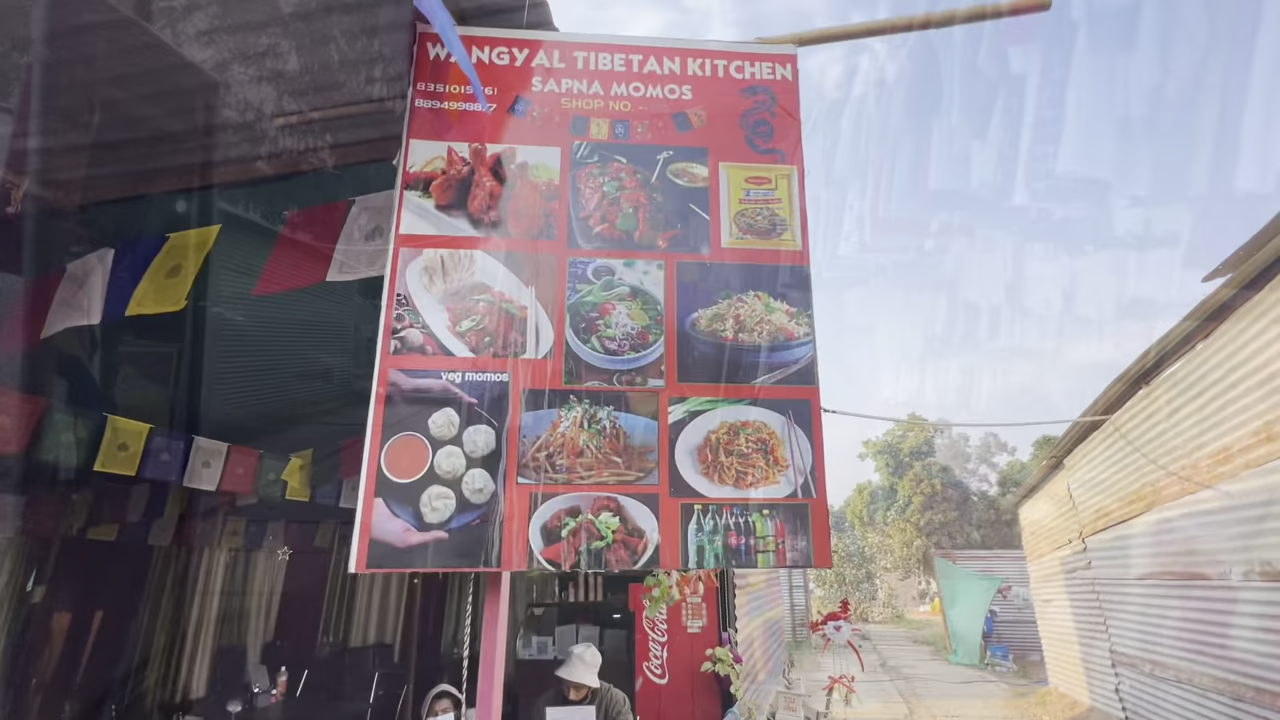 WANGYAL TIBETAN KITCHEN
SAPNA MOMOS
SHOP NO.
veg momos
Coca-Cola